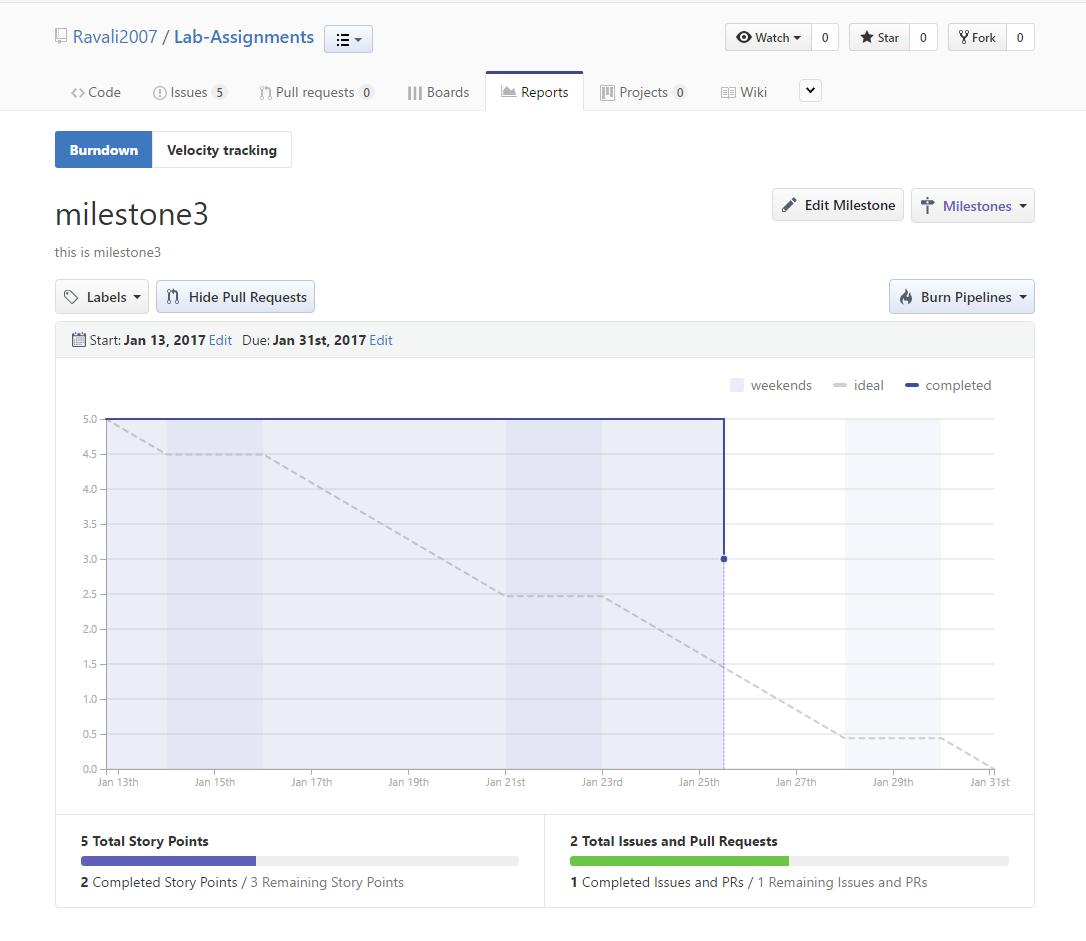 Ravali2007 / Lab-Assignments
Watch 0 Star 0 Fork 0
Code Issues 5 Pull requests 0 Boards Reports Projects 0 Wiki
Burndown Velocity tracking
milestone3
Edit Milestone Milestones
this is milestone3
Labels Hide Pull Requests Burn Pipelines
Start: Jan 13, 2017 Edit Due: Jan 31st, 2017 Edit
weekends ideal completed
5.0
4.5
4.0
3.5
3.0
2.5
2.0
1.5
1.0
0.5
0.0
Jan 13th Jan 15th Jan 17th Jan 19th Jan 21st Jan 23rd Jan 25th Jan 27th Jan 29th Jan 31st
5 Total Story Points
2 Completed Story Points / 3 Remaining Story Points
2 Total Issues and Pull Requests
1 Completed Issues and PRs / 1 Remaining Issues and PRs